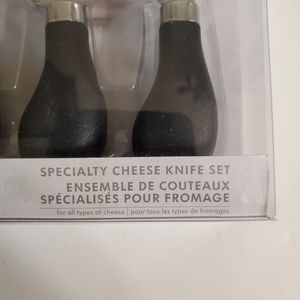 SPECIALTY CHEESE KNIFE SET
ENSEMBLE DE COUTEAUX
SPÉCIALISÉS POUR FROMAGE
for all types of cheese | pour tous les types de fromages